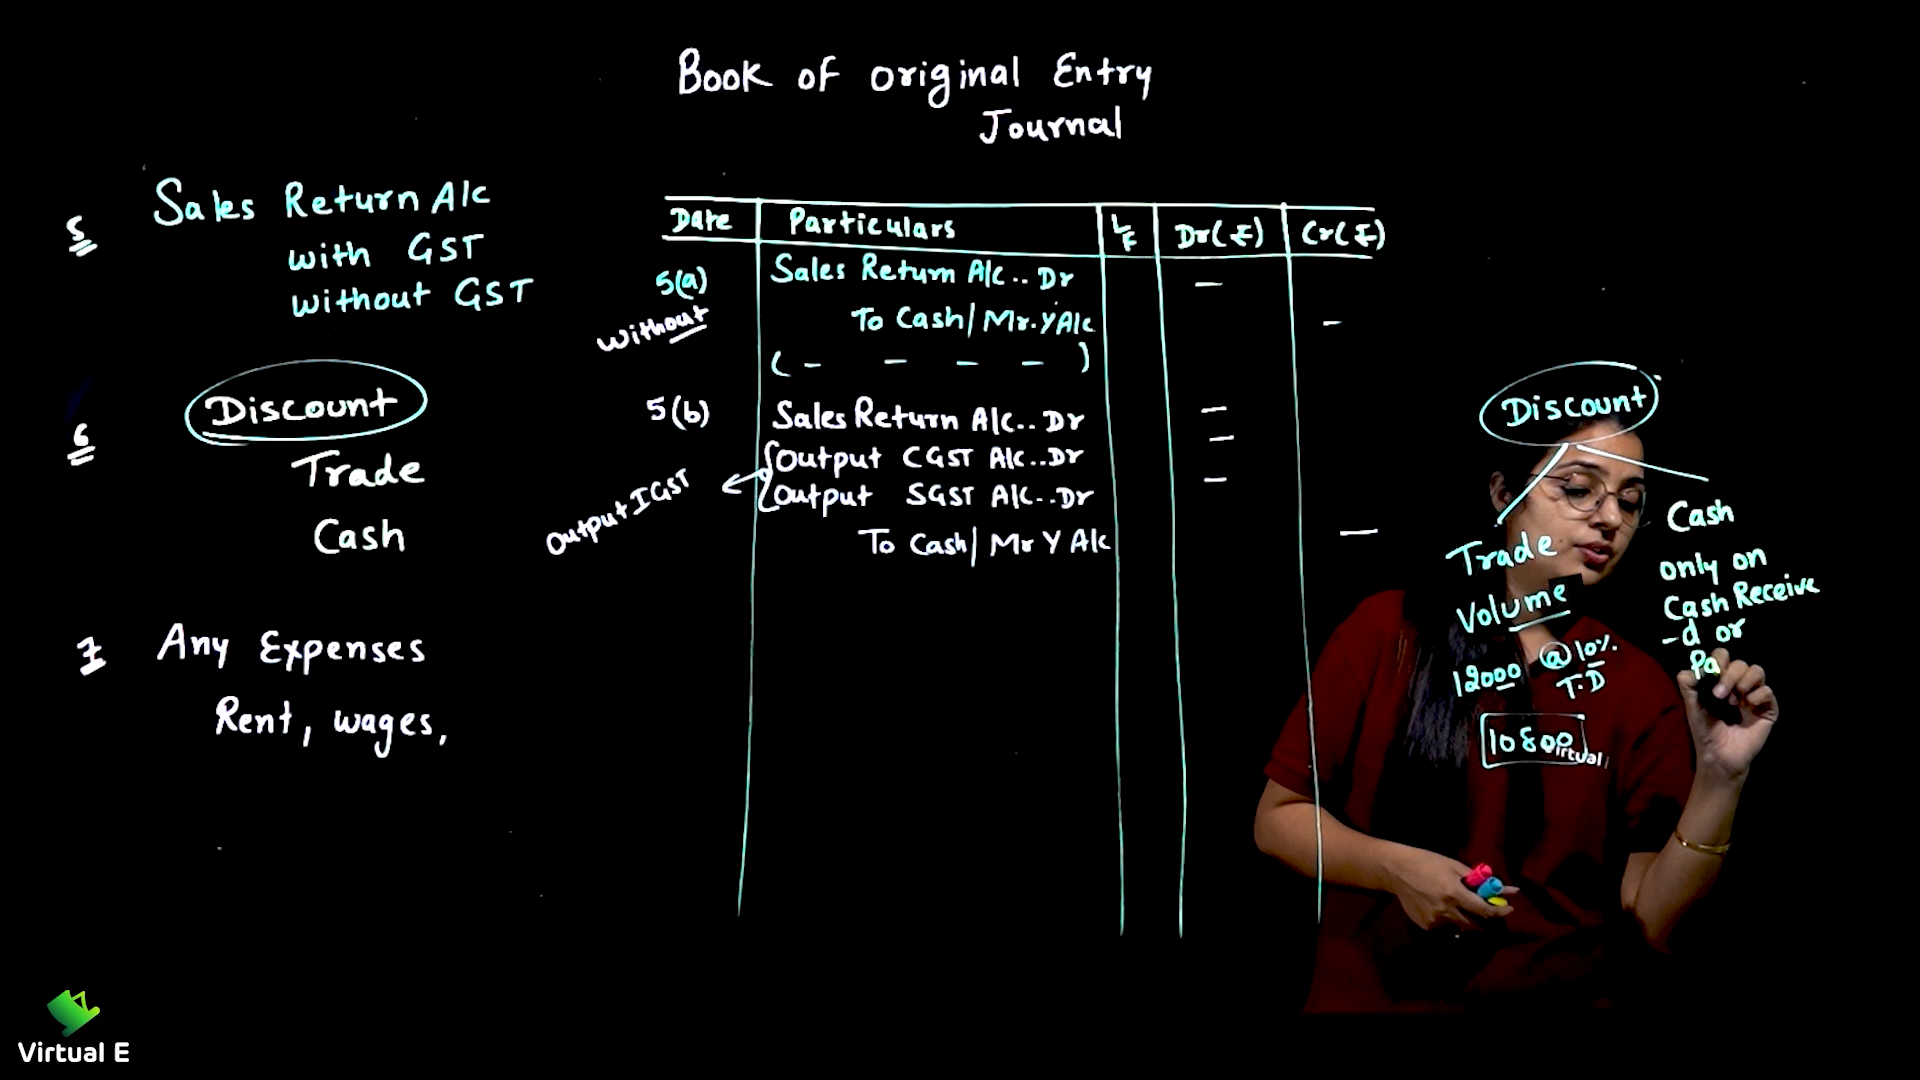 Book of original Entry
Journal
5 Sales Return A/c
with GST
without GST
6 Discount
Trade
Cash
7 Any Expenses
Rent, wages,
Date Particulars L/F Dr(₹) Cr(₹)
5(a) Sales Return A/c.. Dr –
without To Cash/Mr.Y A/c –
( - – – – )
5(b) Sales Return A/c.. Dr –
Output CGST A/c..Dr –
Output SGST A/c..Dr –
Output IGST
To Cash/ Mr Y A/c —
Discount
Trade
Volume
12000 @ 10%.
T.D
10800
Cash
only on
Cash Receive
-d or
Pa
Virtual E